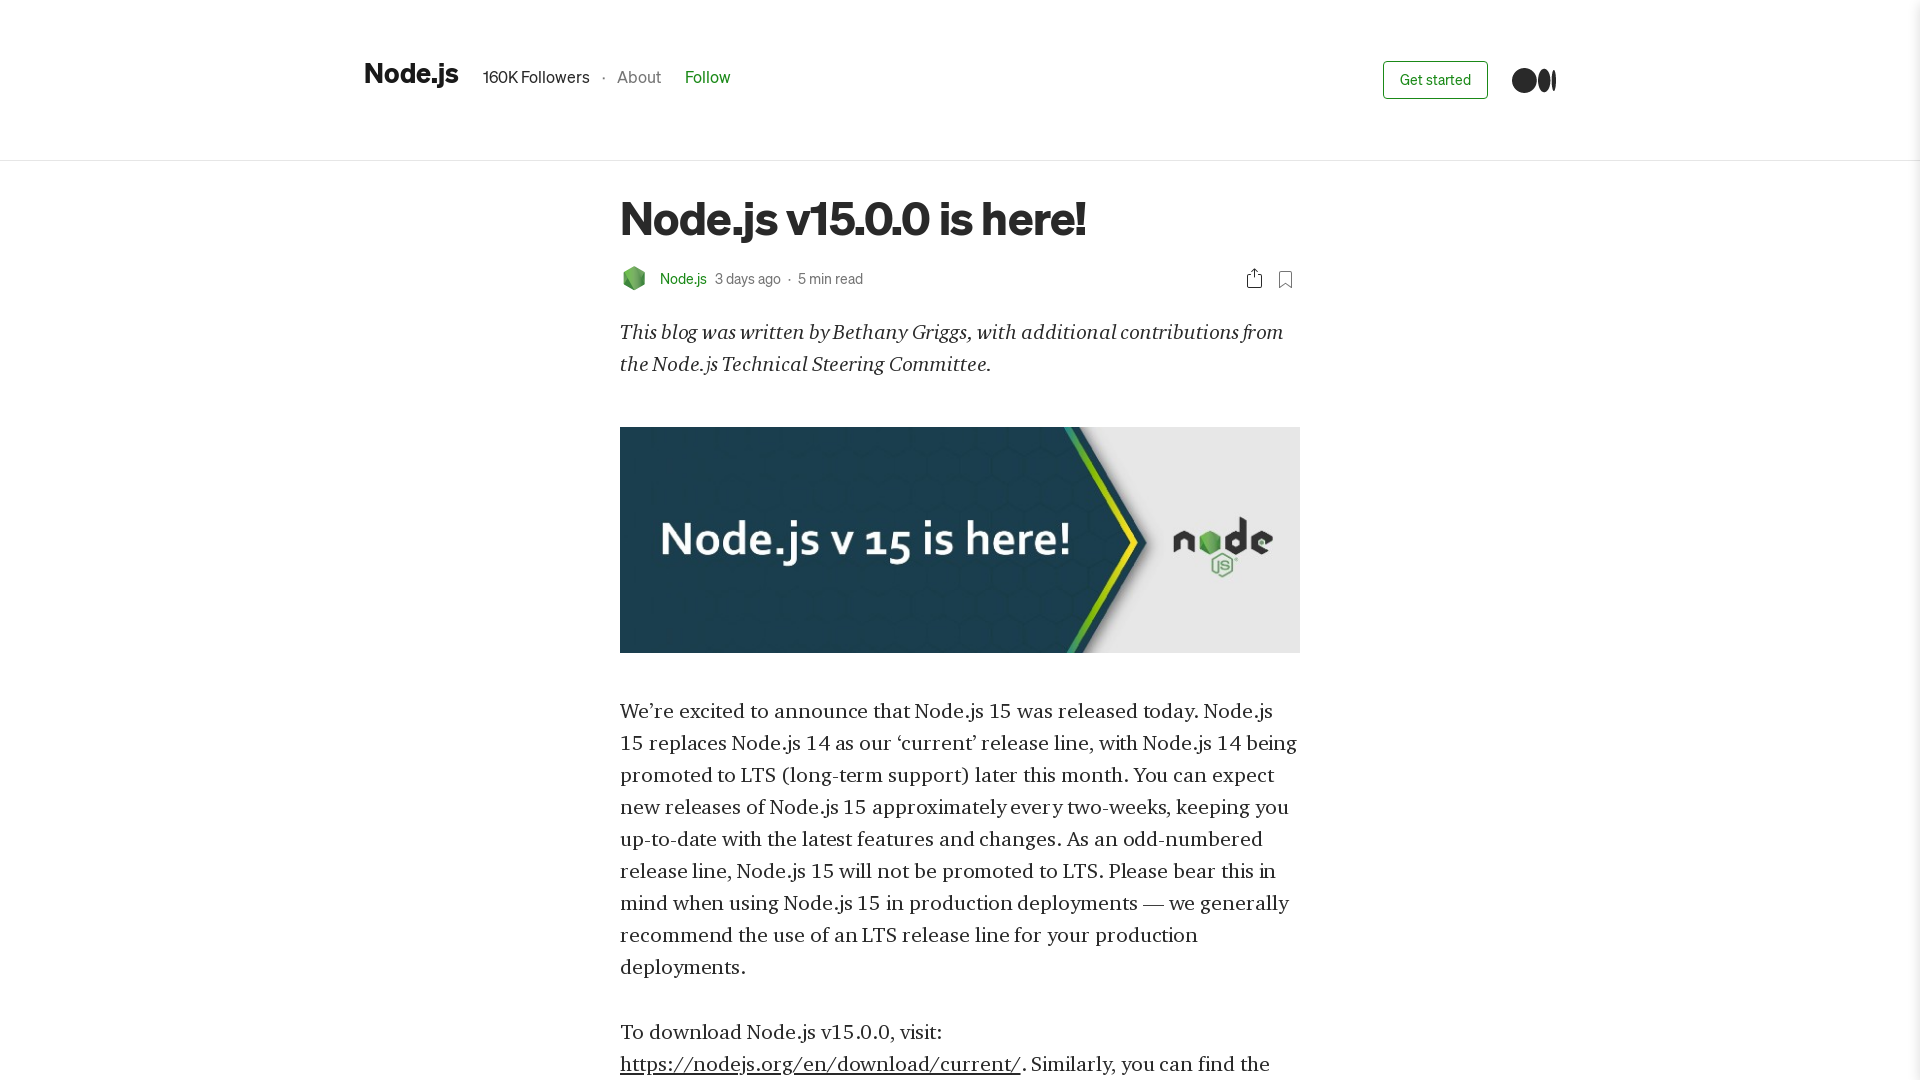 Node.js 160K Followers · About Follow Get started
Node.js v15.0.0 is here!
Node.js 3 days ago · 5 min read
This blog was written by Bethany Griggs, with additional contributions from
the Node.js Technical Steering Committee.
Node.js v 15 is here!
node
JS
We’re excited to announce that Node.js 15 was released today. Node.js
15 replaces Node.js 14 as our ‘current’ release line, with Node.js 14 being
promoted to LTS (long-term support) later this month. You can expect
new releases of Node.js 15 approximately every two-weeks, keeping you
up-to-date with the latest features and changes. As an odd-numbered
release line, Node.js 15 will not be promoted to LTS. Please bear this in
mind when using Node.js 15 in production deployments — we generally
recommend the use of an LTS release line for your production
deployments.
To download Node.js v15.0.0, visit:
https://nodejs.org/en/download/current/. Similarly, you can find the